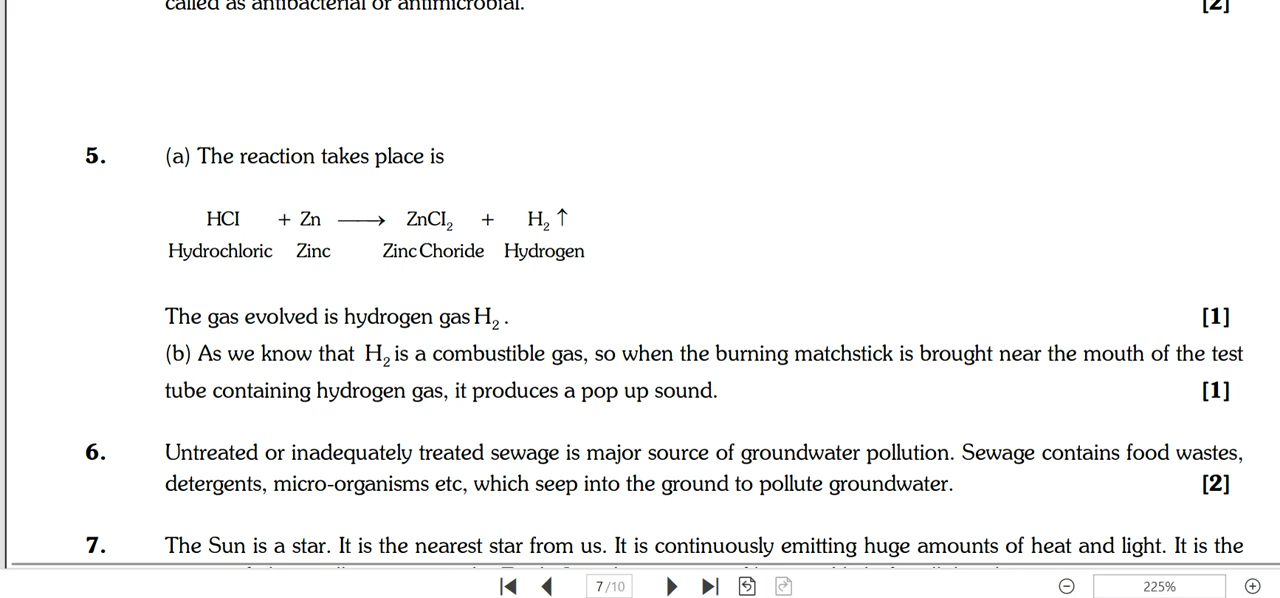 called as antibacterial or antimicrobial. [2]
5. (a) The reaction takes place is
HCl + Zn ⟶ ZnCl₂ + H₂ ↑
Hydrochloric Zinc Zinc Choride Hydrogen
The gas evolved is hydrogen gas H₂ . [1]
(b) As we know that H₂ is a combustible gas, so when the burning matchstick is brought near the mouth of the test
tube containing hydrogen gas, it produces a pop up sound. [1]
6. Untreated or inadequately treated sewage is major source of groundwater pollution. Sewage contains food wastes,
detergents, micro-organisms etc, which seep into the ground to pollute groundwater. [2]
7. The Sun is a star. It is the nearest star from us. It is continuously emitting huge amounts of heat and light. It is the
7 /10 225%